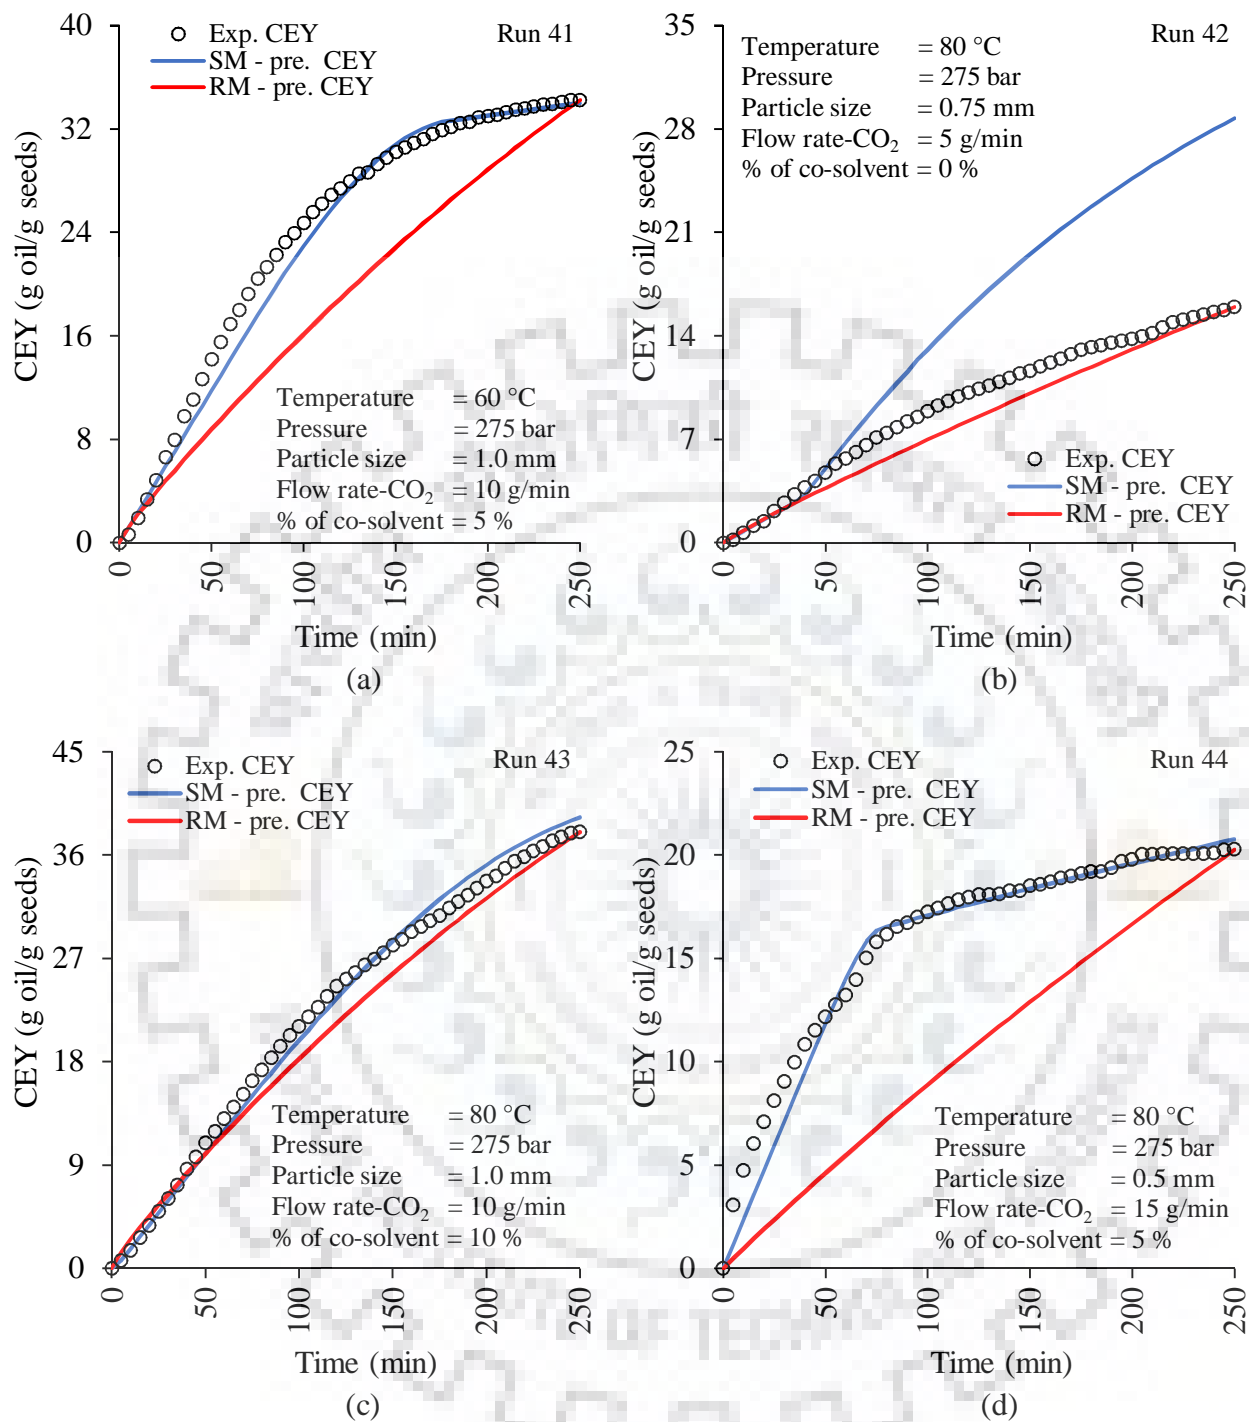 Run 41
Exp. CEY
SM - pre. CEY
RM - pre. CEY
CEY (g oil/g seeds)
40
32
24
16
8
0
Temperature = 60 °C
Pressure = 275 bar
Particle size = 1.0 mm
Flow rate-CO₂ = 10 g/min
% of co-solvent = 5 %
0 50 100 150 200 250
Time (min)
(a)
Run 42
Temperature = 80 °C
Pressure = 275 bar
Particle size = 0.75 mm
Flow rate-CO₂ = 5 g/min
% of co-solvent = 0 %
CEY (g oil/g seeds)
35
28
21
14
7
0
Exp. CEY
SM - pre. CEY
RM - pre. CEY
0 50 100 150 200 250
Time (min)
(b)
Run 43
Exp. CEY
SM - pre. CEY
RM - pre. CEY
CEY (g oil/g seeds)
45
36
27
18
9
0
Temperature = 80 °C
Pressure = 275 bar
Particle size = 1.0 mm
Flow rate-CO₂ = 10 g/min
% of co-solvent = 10 %
0 50 100 150 200 250
Time (min)
(c)
Run 44
Exp. CEY
SM - pre. CEY
RM - pre. CEY
CEY (g oil/g seeds)
25
20
15
10
5
0
Temperature = 80 °C
Pressure = 275 bar
Particle size = 0.5 mm
Flow rate-CO₂ = 15 g/min
% of co-solvent = 5 %
0 50 100 150 200 250
Time (min)
(d)